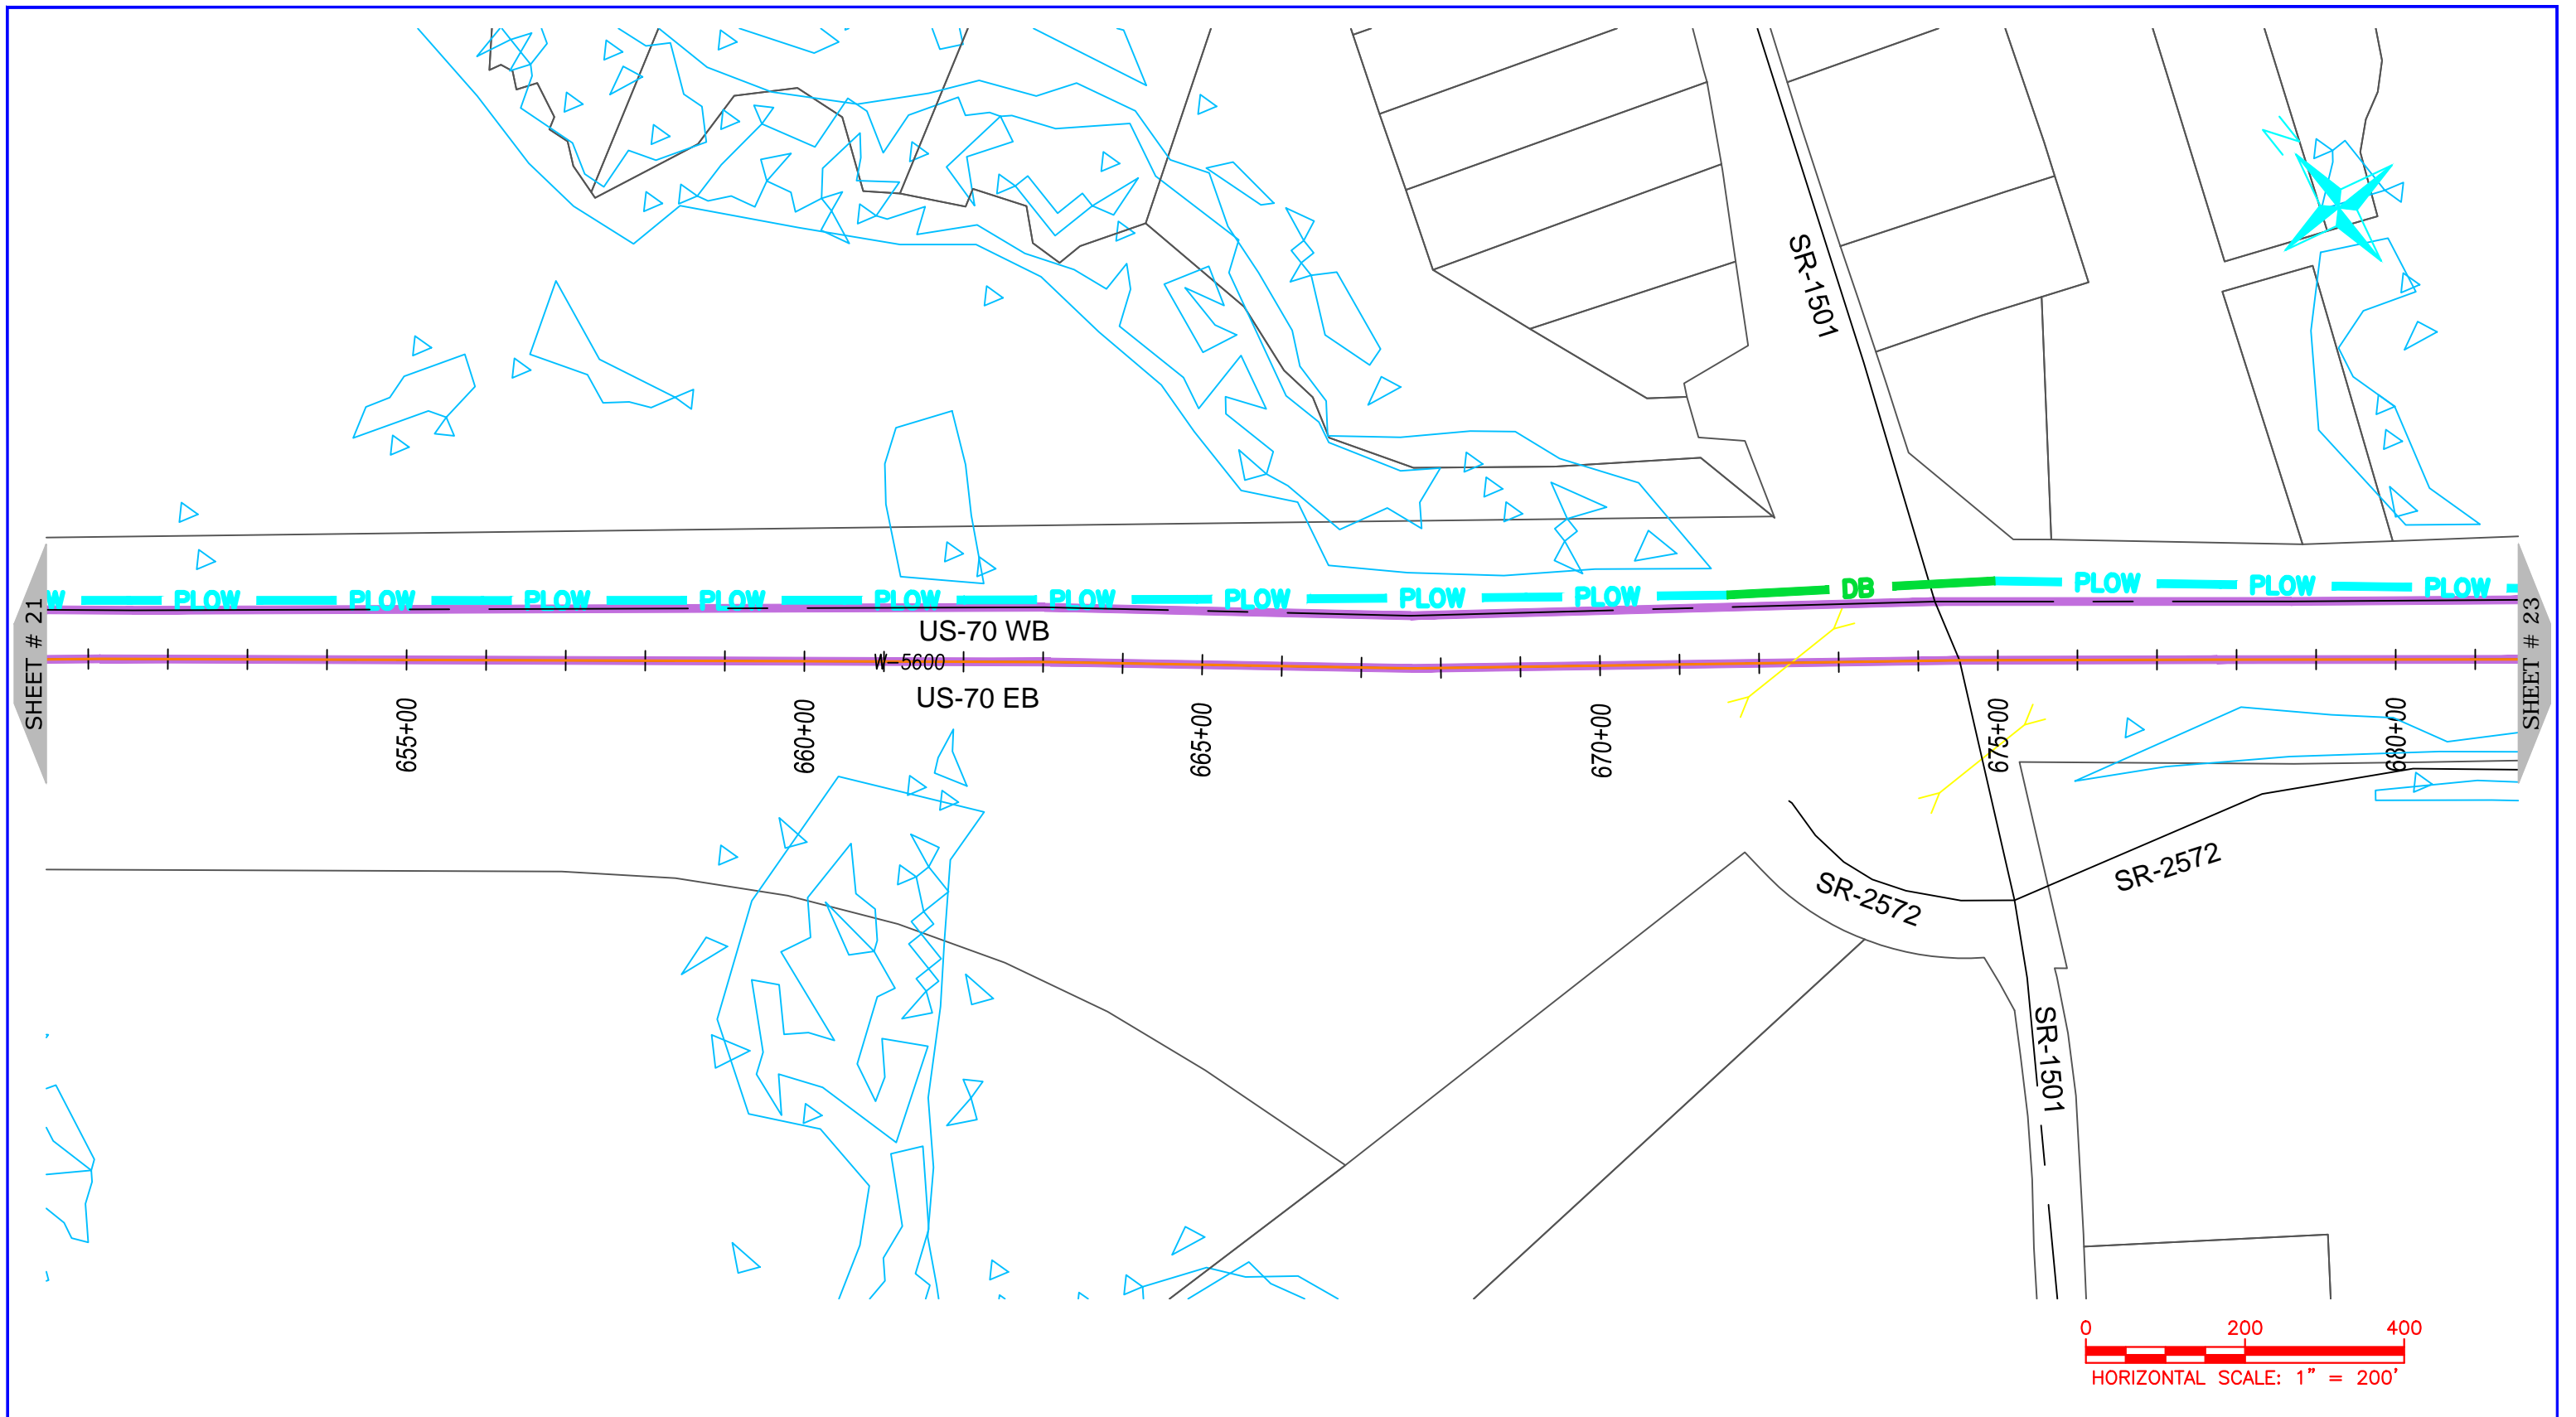 SR-1501
W PLOW PLOW PLOW PLOW PLOW PLOW PLOW PLOW PLOW DB PLOW PLOW PLOW
US-70 WB
W-5600
US-70 EB
SHEET # 21
SHEET # 23
655+00
660+00
665+00
670+00
675+00
680+00
SR-2572
SR-2572
SR-1501
0 200 400
HORIZONTAL SCALE: 1" = 200'